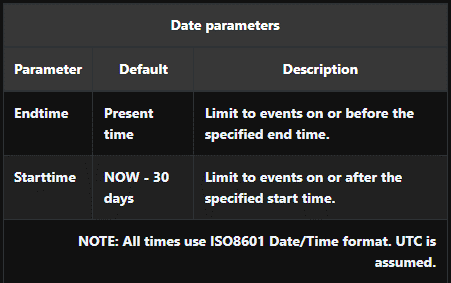 Date parameters
Parameter Default Description
Endtime Present time Limit to events on or before the specified end time.
Starttime NOW - 30 days Limit to events on or after the specified start time.
NOTE: All times use ISO8601 Date/Time format. UTC is
assumed.